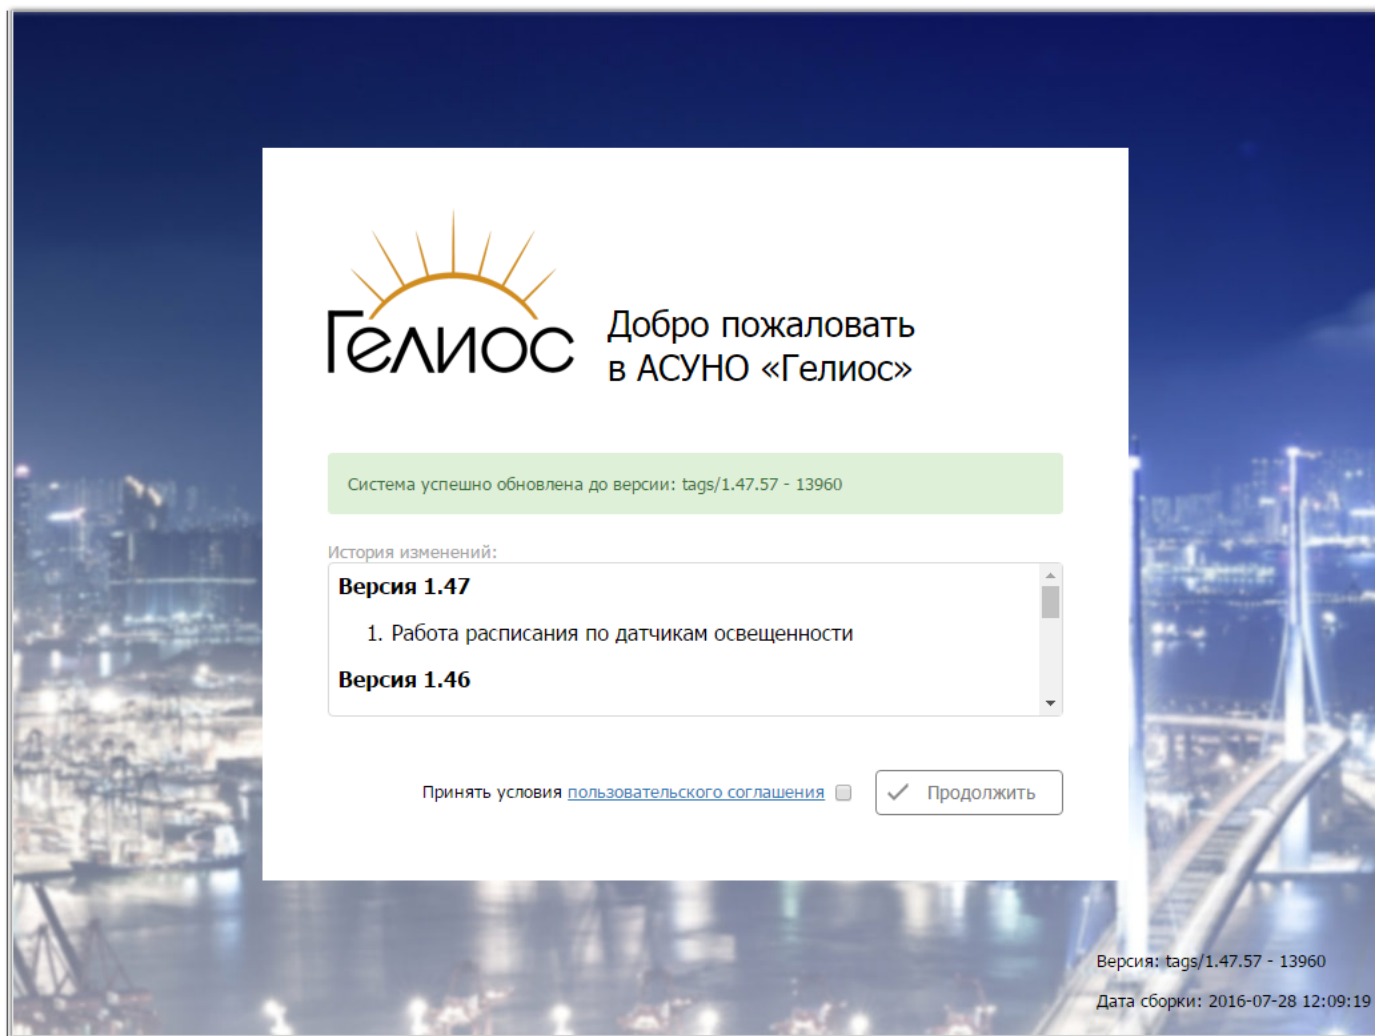 Гелиос
Добро пожаловать
в АСУНО «Гелиос»
Система успешно обновлена до версии: tags/1.47.57 - 13960
История изменений:
Версия 1.47
1. Работа расписания по датчикам освещенности
Версия 1.46
Принять условия пользовательского соглашения
Продолжить
Версия: tags/1.47.57 - 13960
Дата сборки: 2016-07-28 12:09:19